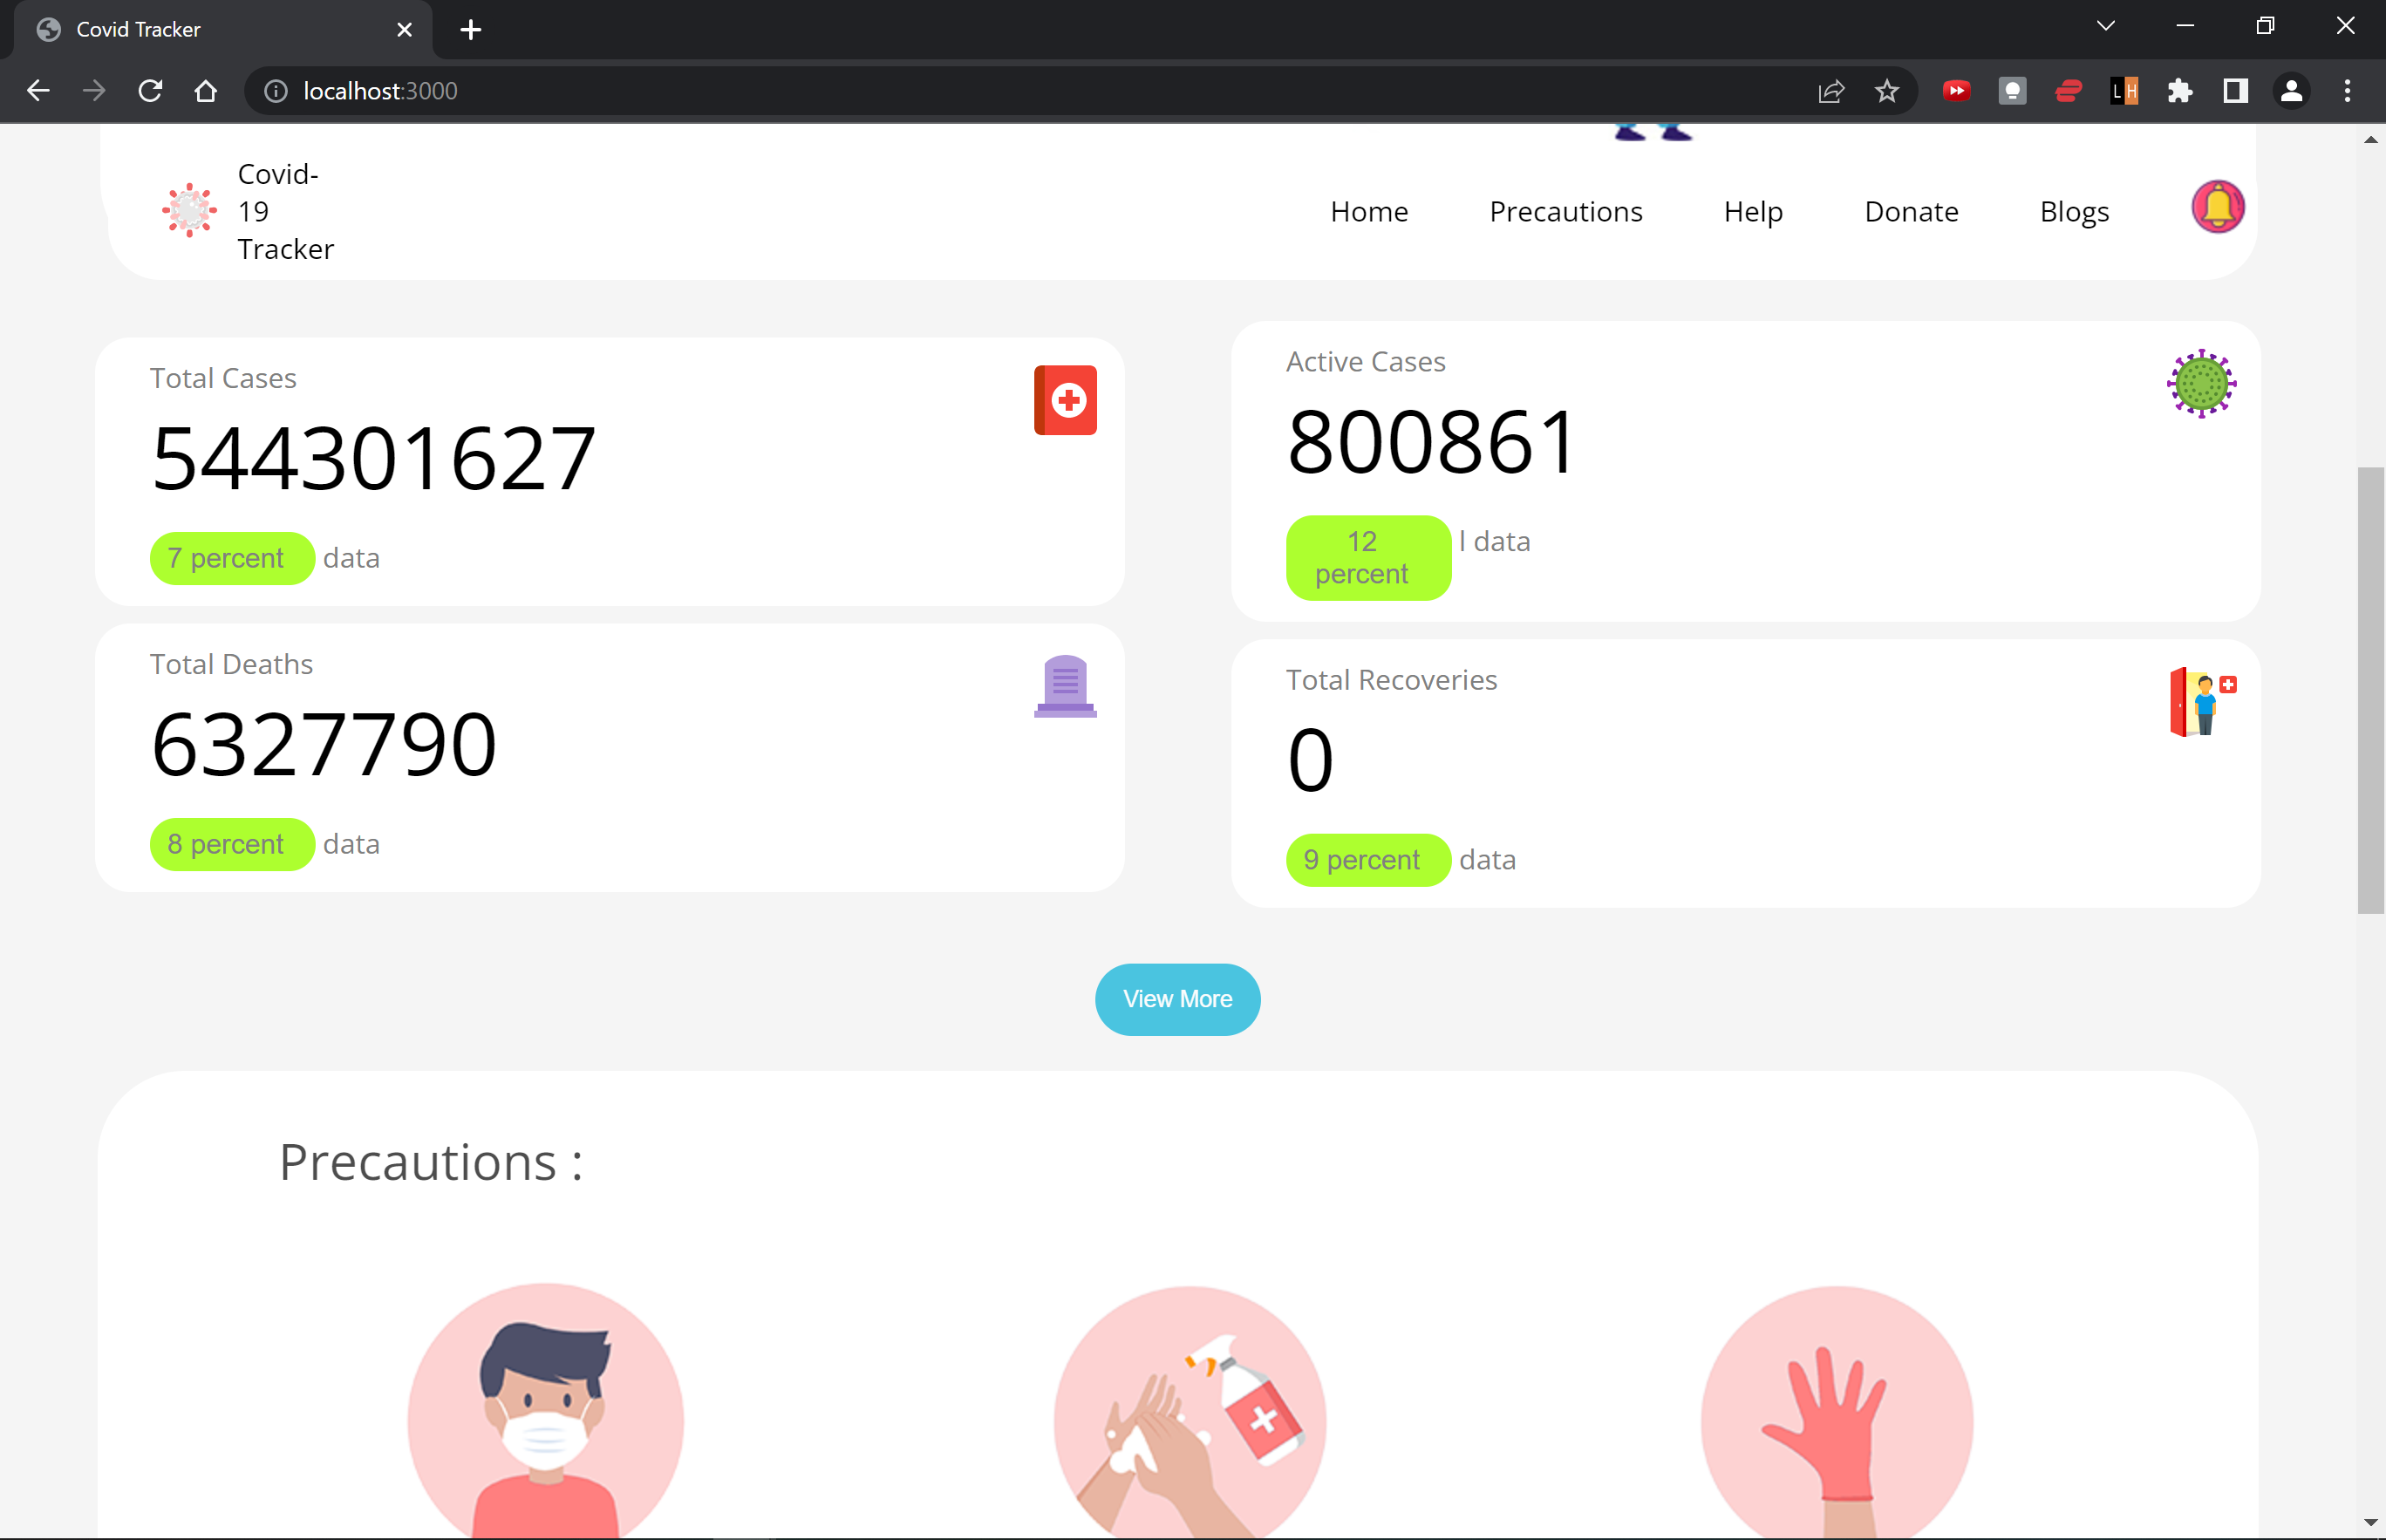 Covid Tracker
localhost:3000
L H
Covid-
19
Tracker
Home
Precautions
Help
Donate
Blogs
Total Cases
544301627
7 percent data
Active Cases
800861
12
percent
l data
Total Deaths
6327790
8 percent data
Total Recoveries
0
9 percent data
View More
Precautions :